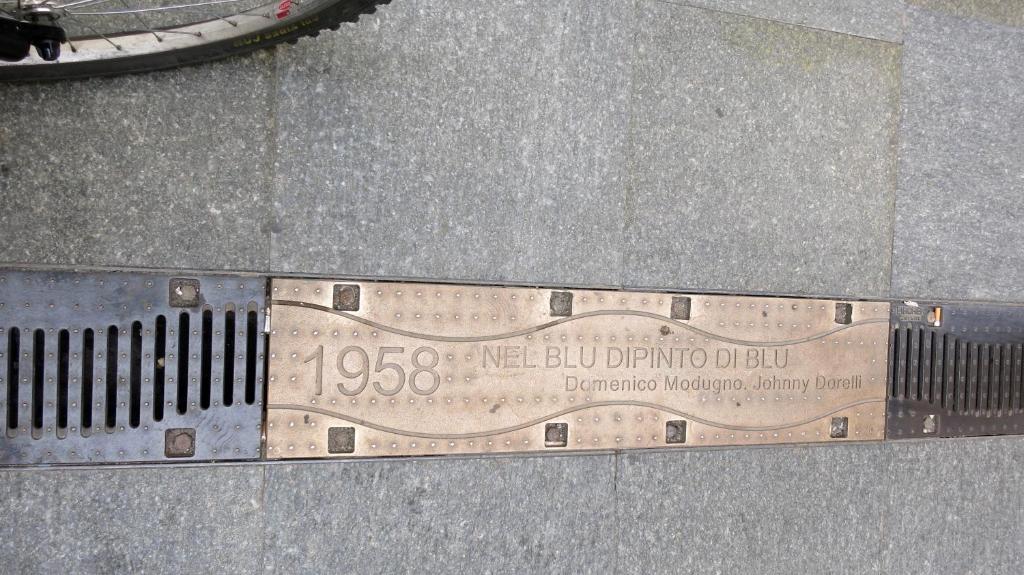 1958
NEL BLU DIPINTO DI BLU
Domenico Modugno. Johnny Dorelli